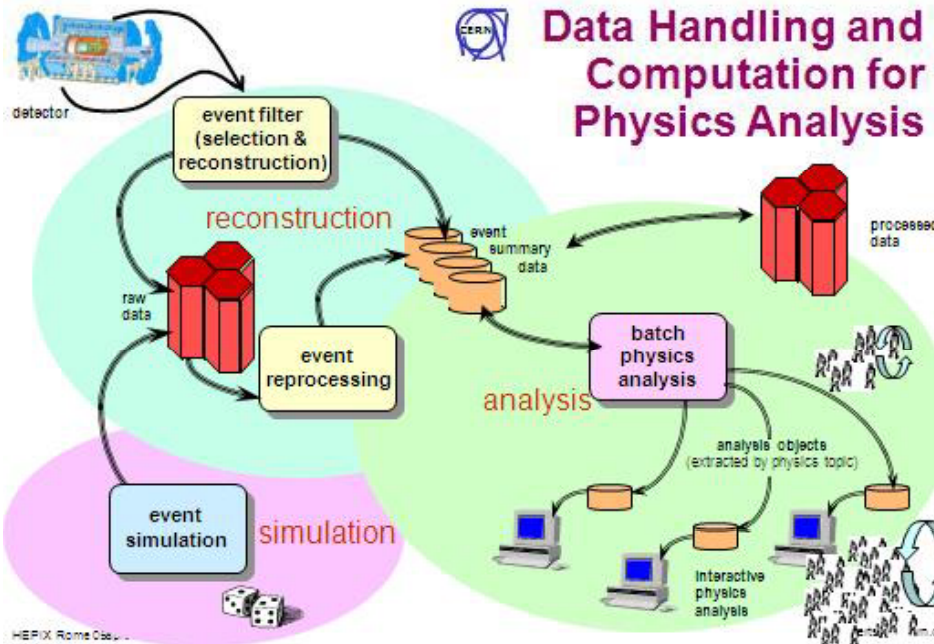 CERN
Data Handling and
Computation for
Physics Analysis
detector
event filter
(selection &
reconstruction)
reconstruction
event
summary
data
processed
data
raw
data
event
reprocessing
batch
physics
analysis
analysis
analysis objects
(extracted by physics topic)
event
simulation
simulation
interactive
physics
analysis
HEPiX Rome